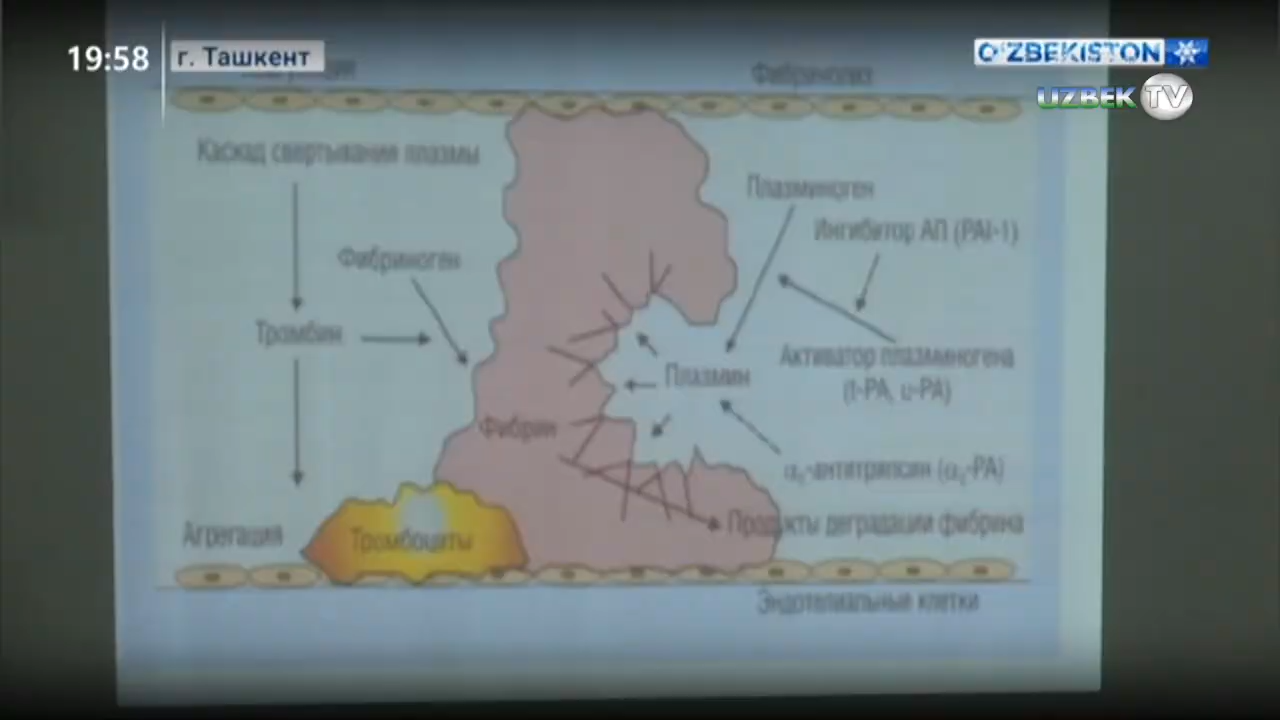 19:58
г. Ташкент
O'ZBEKISTON
UZBEK TV
Фибринолиз
Каскад свертывания плазмы
Плазминоген
Ингибитор АП (PAI-1)
Фибриноген
Тромбин
Активатор плазминогена
(t-PA, u-PA)
Плазмин
Фибрин
-антитрипсин
Продукты деградации фибрина
Агрегация
Тромбоциты
Эндотелиальные клетки